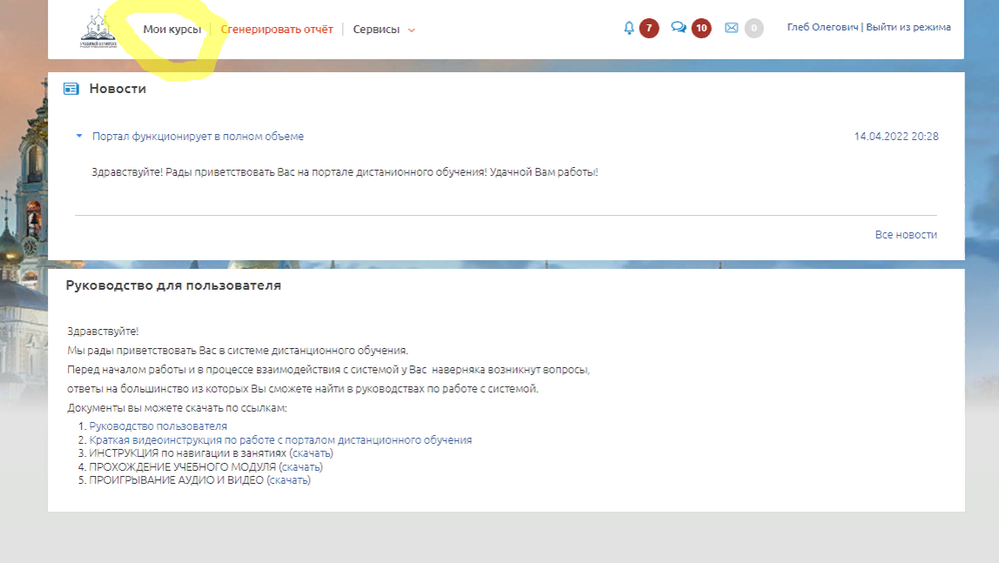 Мои курсы | Сгенерировать отчёт | Сервисы
7 10 0
Глеб Олегович | Выйти из режима
Новости
Портал функционирует в полном объеме 14.04.2022 20:28
Здравствуйте! Рады приветствовать Вас на портале дистанионного обучения! Удачной Вам работы!
Все новости
Руководство для пользователя
Здравствуйте!
Мы рады приветствовать Вас в системе дистанционного обучения.
Перед началом работы и в процессе взаимодействия с системой у Вас наверняка возникнут вопросы,
ответы на большинство из которых Вы сможете найти в руководствах по работе с системой.
Документы вы можете скачать по ссылкам:
1. Руководство пользователя
2. Краткая видеоинструкция по работе с порталом дистанционного обучения
3. ИНСТРУКЦИЯ по навигации в занятиях (скачать)
4. ПРОХОЖДЕНИЕ УЧЕБНОГО МОДУЛЯ (скачать)
5. ПРОИГРЫВАНИЕ АУДИО И ВИДЕО (скачать)